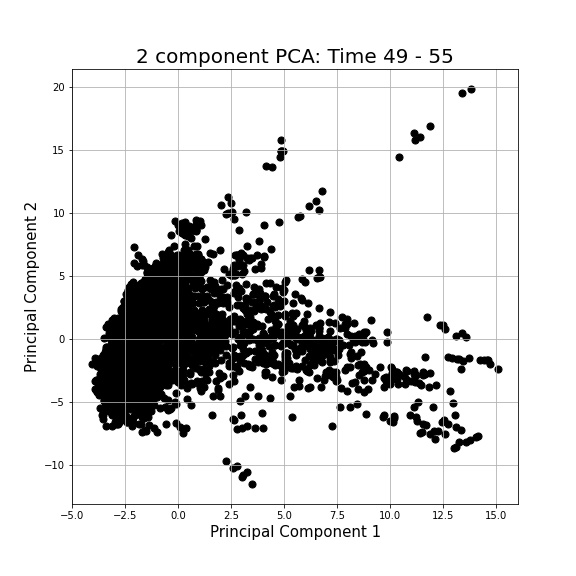 2 component PCA: Time 49 - 55
20
15
10
5
0
−5
−10
Principal Component 2
−5.0 −2.5 0.0 2.5 5.0 7.5 10.0 12.5 15.0
Principal Component 1